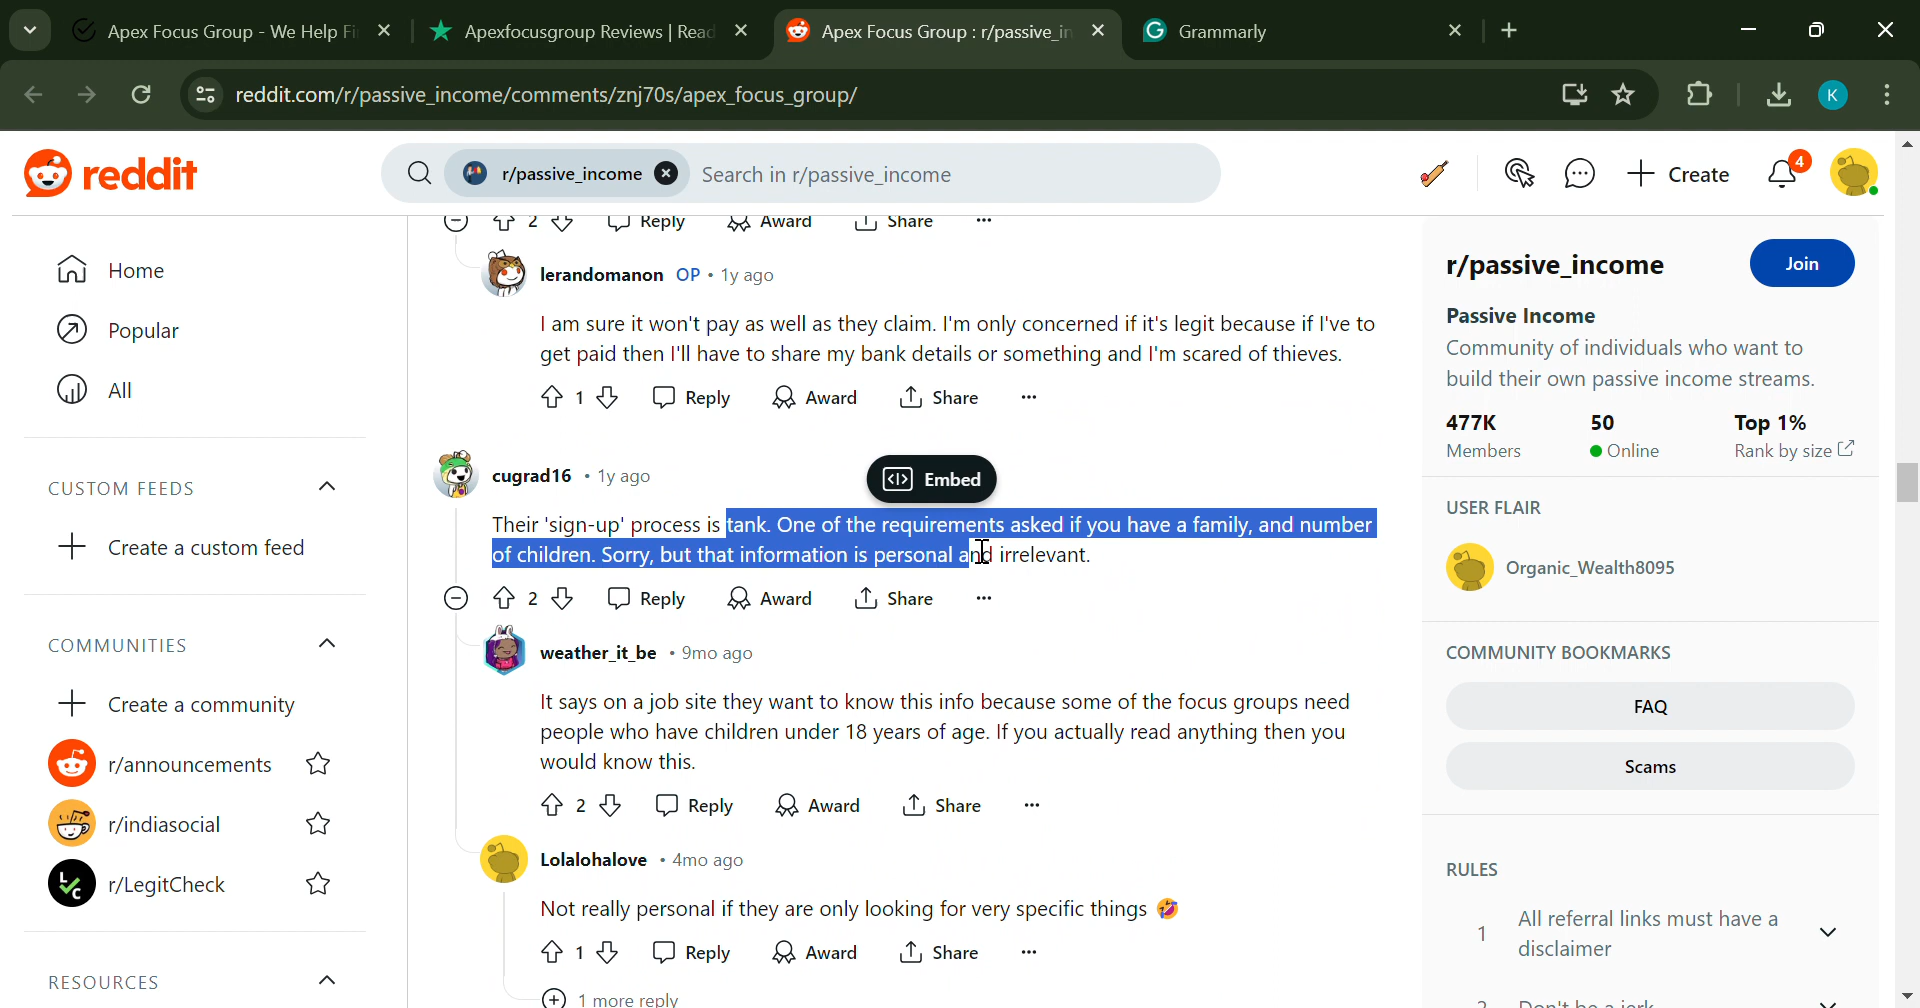 Apex Focus Group - We Help Fi
Apexfocusgroup Reviews | Read
Apex Focus Group : r/passive_in
Grammarly
reddit.com/r/passive_income/comments/znj70s/apex_focus_group/
K
reddit
r/passive_income
Search in r/passive_income
Create
4
Home
Popular
All
CUSTOM FEEDS
Create a custom feed
COMMUNITIES
Create a community
r/announcements
r/indiasocial
r/LegitCheck
RESOURCES
2 Reply Award Share
lerandomanon OP • 1y ago
I am sure it won't pay as well as they claim. I'm only concerned if it's legit because if I've to
get paid then I'll have to share my bank details or something and I'm scared of thieves.
1 Reply Award Share
cugrad16 • 1y ago
Embed
Their 'sign-up' process is tank. One of the requirements asked if you have a family, and number
of children. Sorry, but that information is personal and irrelevant.
2 Reply Award Share
weather_it_be • 9mo ago
It says on a job site they want to know this info because some of the focus groups need
people who have children under 18 years of age. If you actually read anything then you
would know this.
2 Reply Award Share
Lolalohalove • 4mo ago
Not really personal if they are only looking for very specific things 🤣
1 Reply Award Share
1 more reply
r/passive_income
Join
Passive Income
Community of individuals who want to
build their own passive income streams.
477K 50 Top 1%
Members Online Rank by size
USER FLAIR
Organic_Wealth8095
COMMUNITY BOOKMARKS
FAQ
Scams
RULES
1 All referral links must have a
disclaimer
2 Don't be a jerk